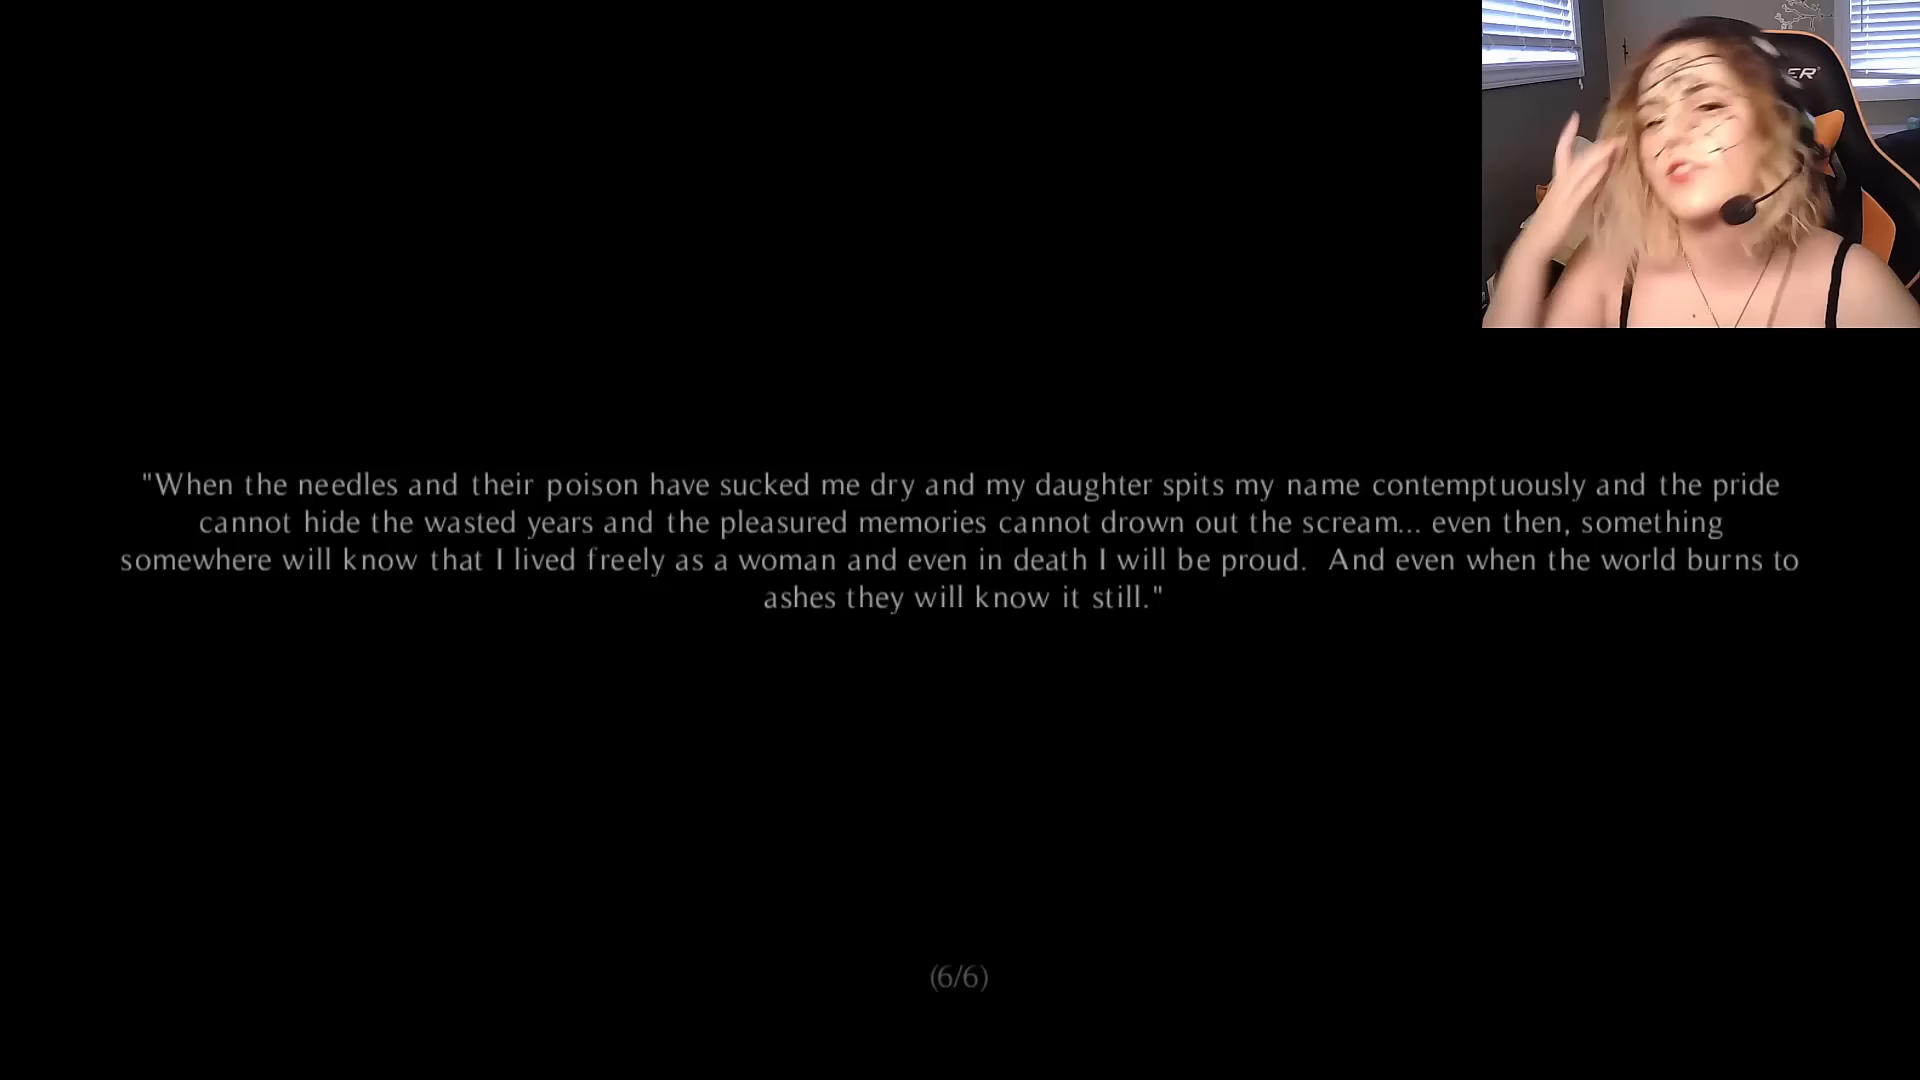 ER
"When the needles and their poison have sucked me dry and my daughter spits my name contemptuously and the pride
cannot hide the wasted years and the pleasured memories cannot drown out the scream... even then, something
somewhere will know that I lived freely as a woman and even in death I will be proud.  And even when the world burns to
ashes they will know it still."
(6/6)